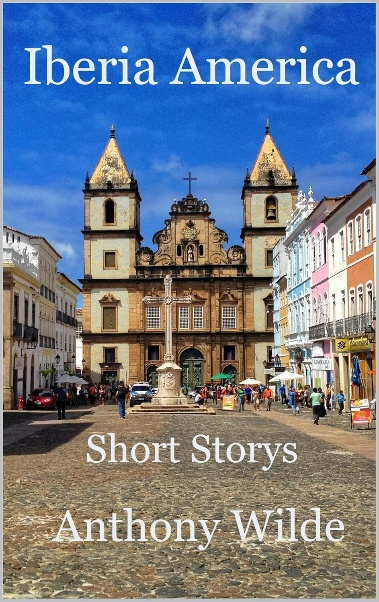 Iberia America
Short Storys
Anthony Wilde